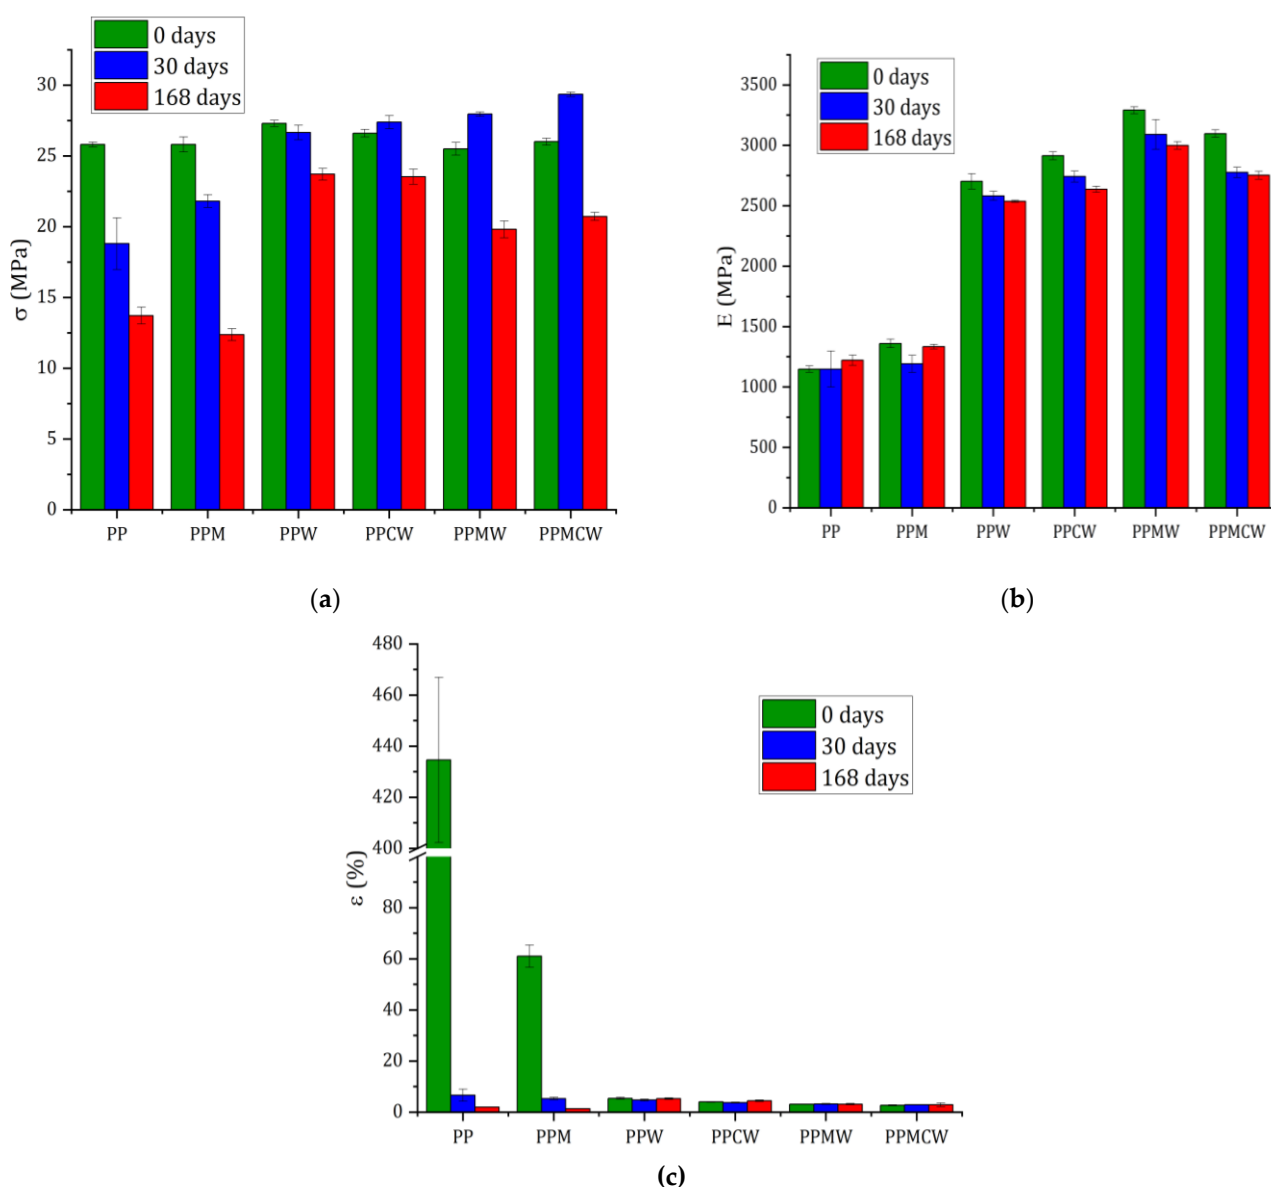 0 days
30 days
168 days
30
25
20
15
10
5
0
σ (MPa)
PP PPM PPW PPCW PPMW PPMCW
(a)
0 days
30 days
168 days
3500
3000
2500
2000
1500
1000
500
0
E (MPa)
PP PPM PPW PPCW PPMW PPMCW
(b)
480
460
440
420
400
80
60
40
20
0
ε (%)
0 days
30 days
168 days
PP PPM PPW PPCW PPMW PPMCW
(c)